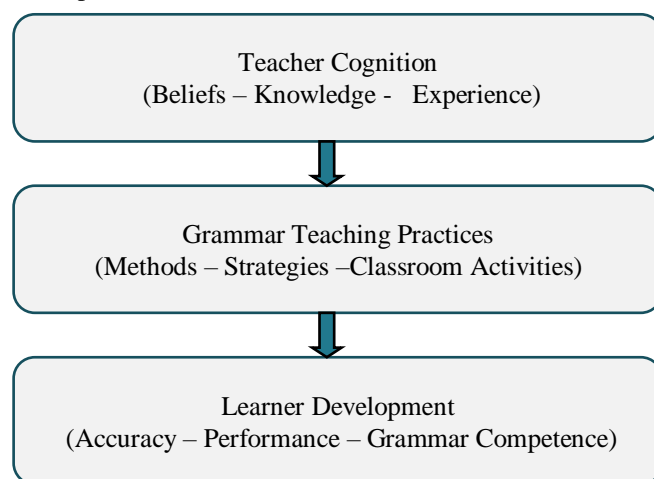 Teacher Cognition
(Beliefs – Knowledge - Experience)
Grammar Teaching Practices
(Methods – Strategies –Classroom Activities)
Learner Development
(Accuracy – Performance – Grammar Competence)